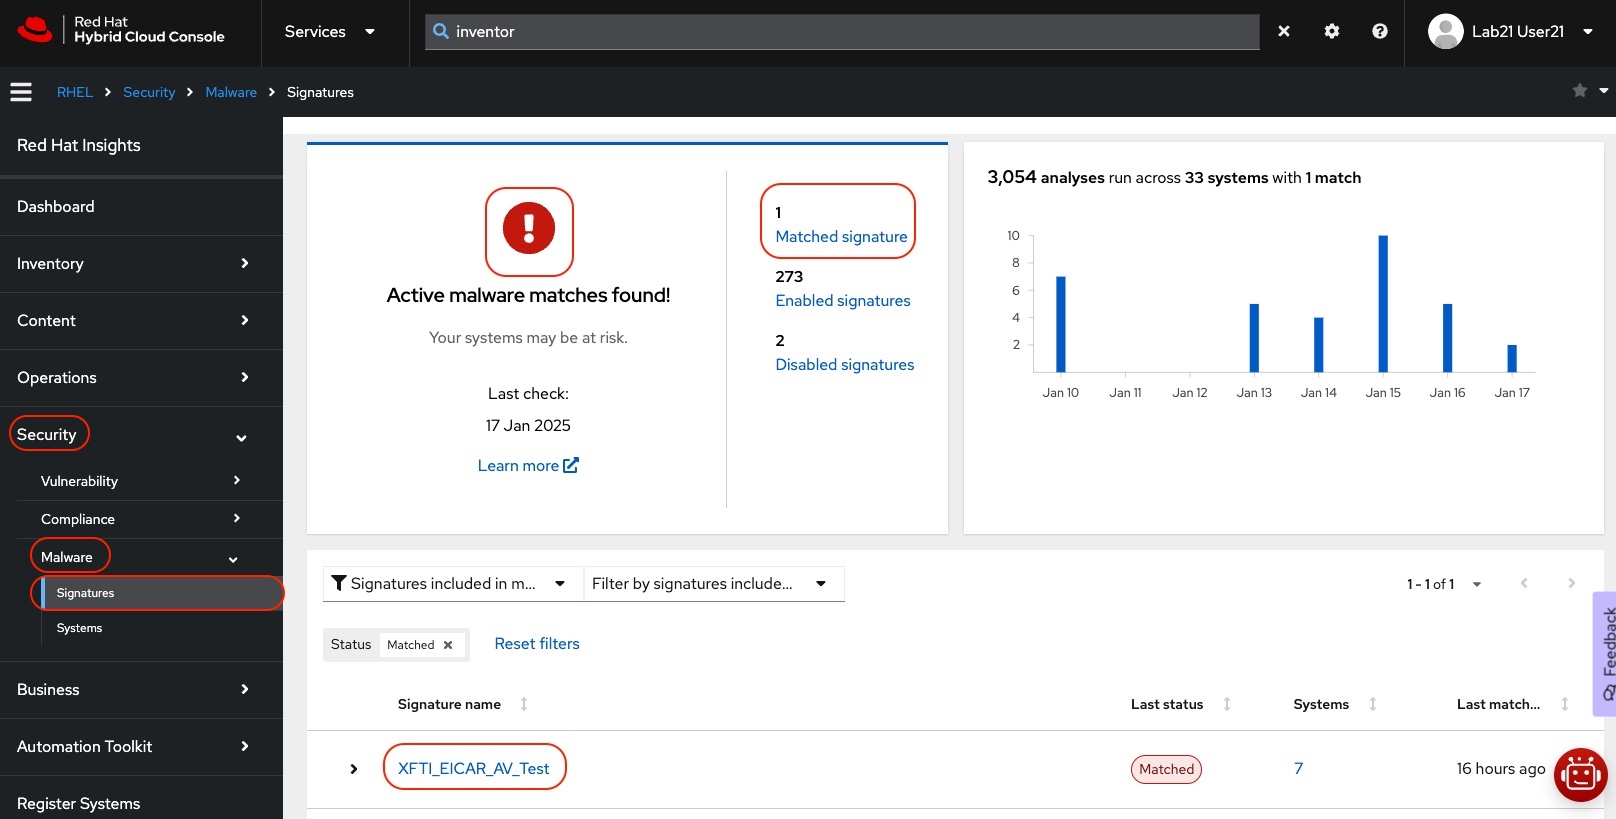 Red Hat
Hybrid Cloud Console
Services
inventor
Lab21 User21
RHEL > Security > Malware > Signatures
Red Hat Insights
Dashboard
Inventory
Content
Operations
Security
Vulnerability
Compliance
Malware
Signatures
Systems
Business
Automation Toolkit
Register Systems
Active malware matches found!
Your systems may be at risk.
Last check:
17 Jan 2025
Learn more
1
Matched signature
273
Enabled signatures
2
Disabled signatures
3,054 analyses run across 33 systems with 1 match
10
8
6
4
2
Jan 10 Jan 11 Jan 12 Jan 13 Jan 14 Jan 15 Jan 16 Jan 17
Signatures included in m... Filter by signatures include... 1 - 1 of 1
Status Matched Reset filters
Signature name Last status Systems Last match...
XFTI_EICAR_AV_Test Matched 7 16 hours ago
Feedback